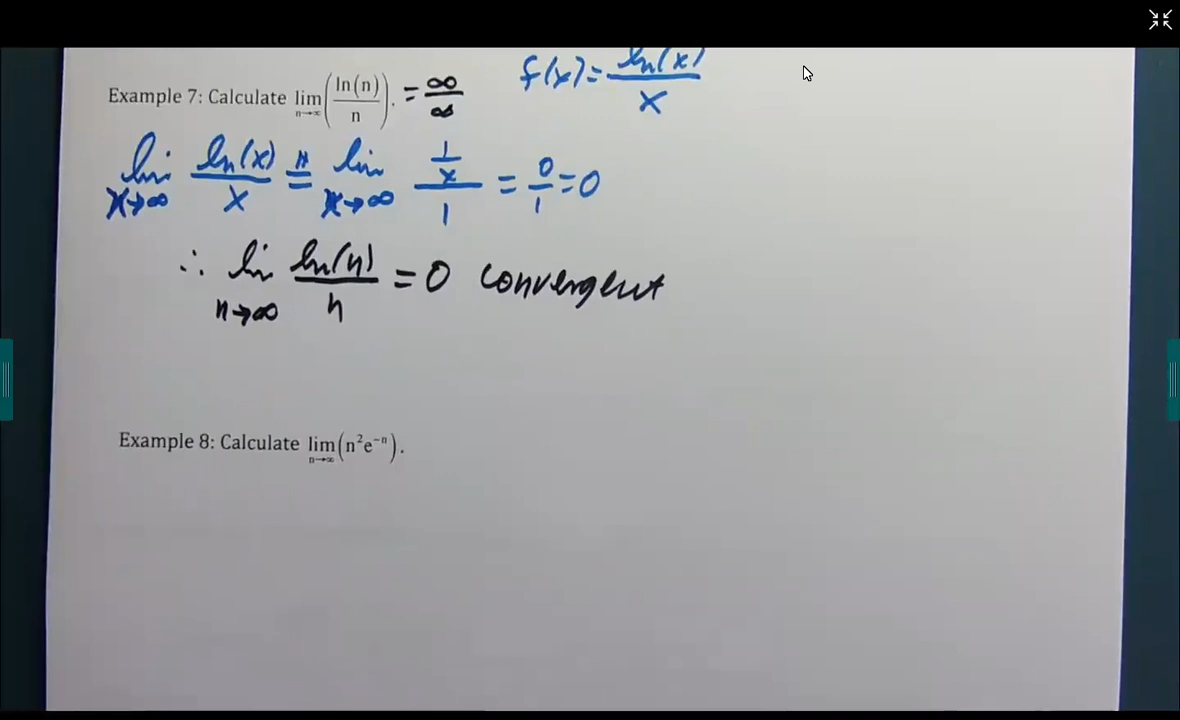 f(x) = ln(x)/x
Example 7: Calculate lim n→∞ (ln(n)/n). = ∞/∞
lim x→∞ ln(x)/x =ᴴ lim x→∞ (1/x)/1 = 0/1 = 0
∴ lim n→∞ ln(n)/n = 0 convergent
Example 8: Calculate lim n→∞ (n²e⁻ⁿ).